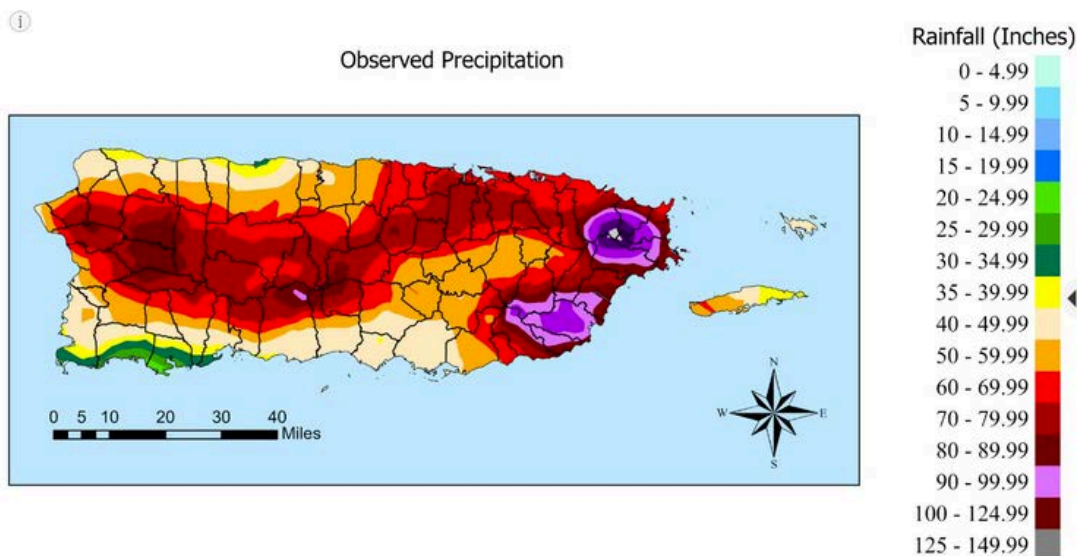 i
Observed Precipitation
Rainfall (Inches)
0 - 4.99
5 - 9.99
10 - 14.99
15 - 19.99
20 - 24.99
25 - 29.99
30 - 34.99
35 - 39.99
40 - 49.99
50 - 59.99
60 - 69.99
70 - 79.99
80 - 89.99
90 - 99.99
100 - 124.99
125 - 149.99
N
W E
S
0 5 10 20 30 40
Miles